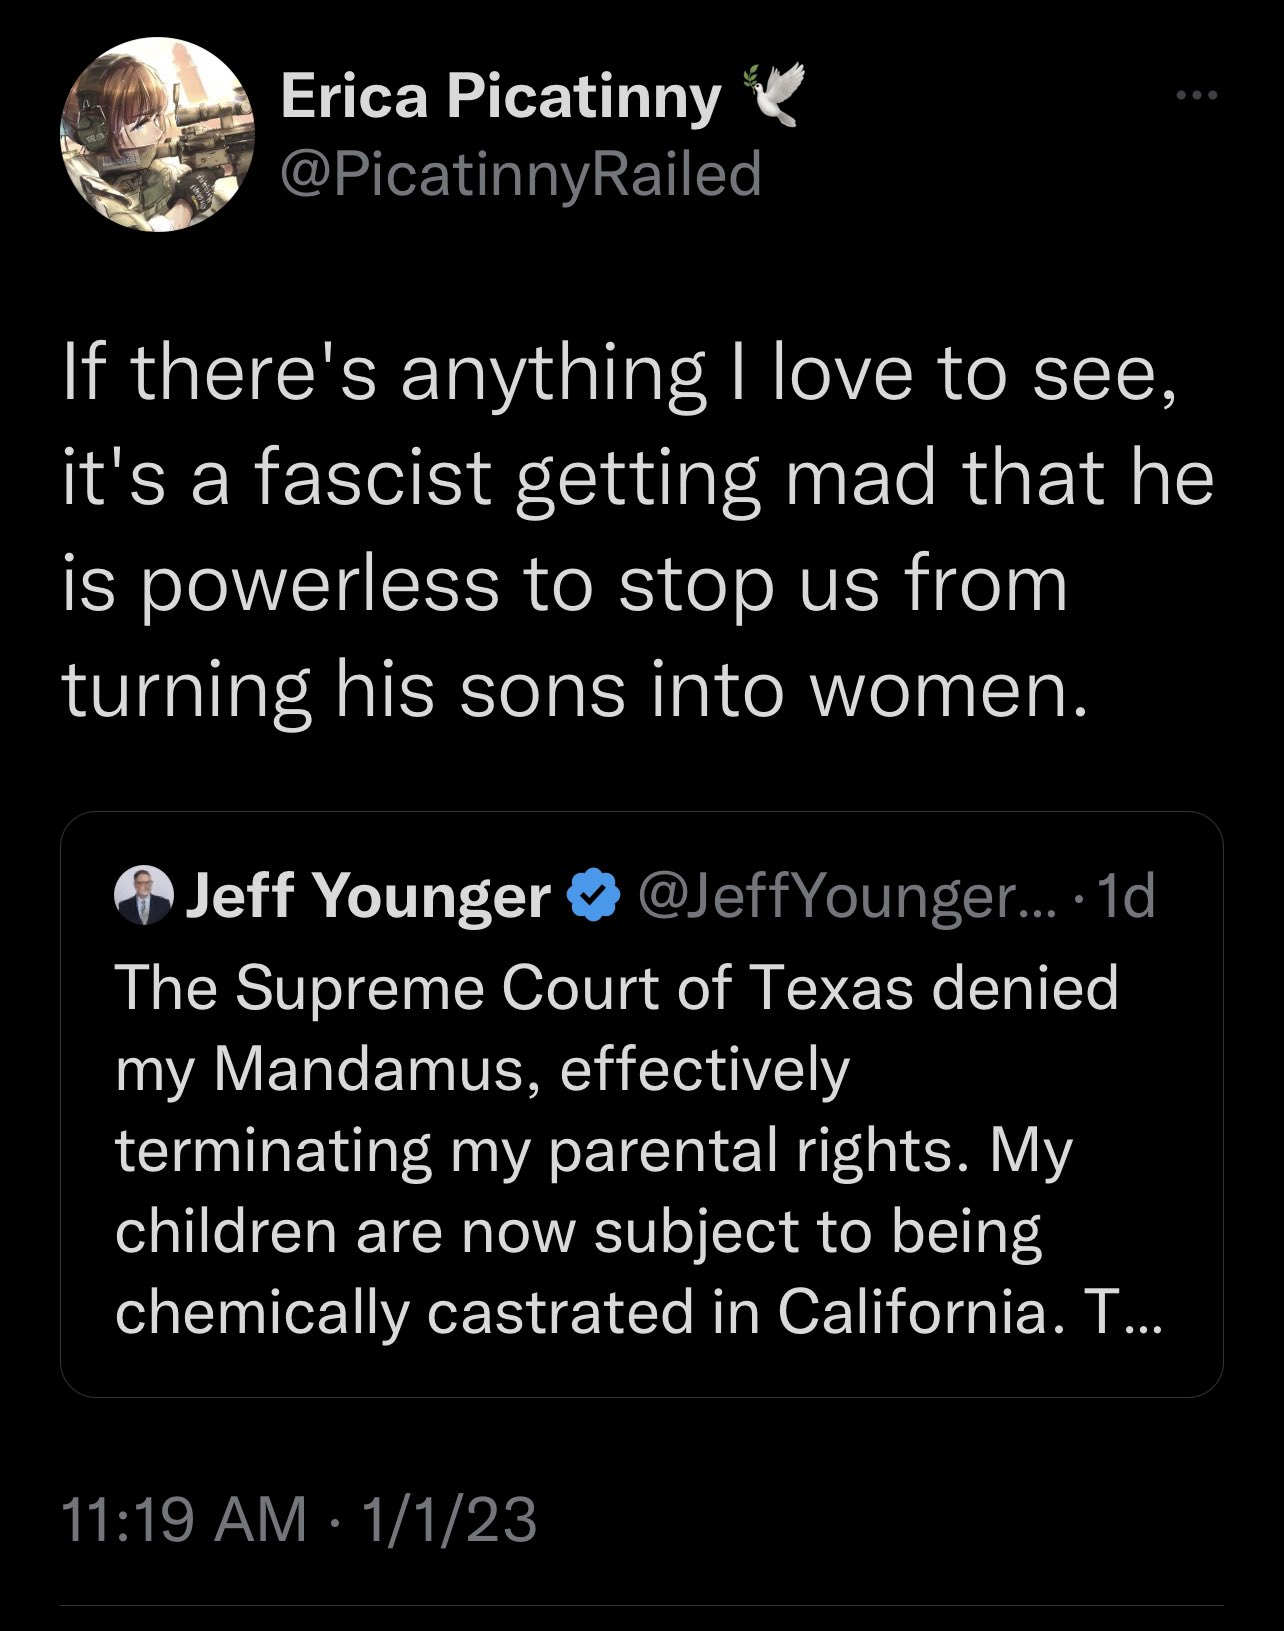 Erica Picatinny 🕊️
@PicatinnyRailed
If there's anything I love to see,
it's a fascist getting mad that he
is powerless to stop us from
turning his sons into women.
Jeff Younger @JeffYounger... · 1d
The Supreme Court of Texas denied
my Mandamus, effectively
terminating my parental rights. My
children are now subject to being
chemically castrated in California. T...
11:19 AM · 1/1/23